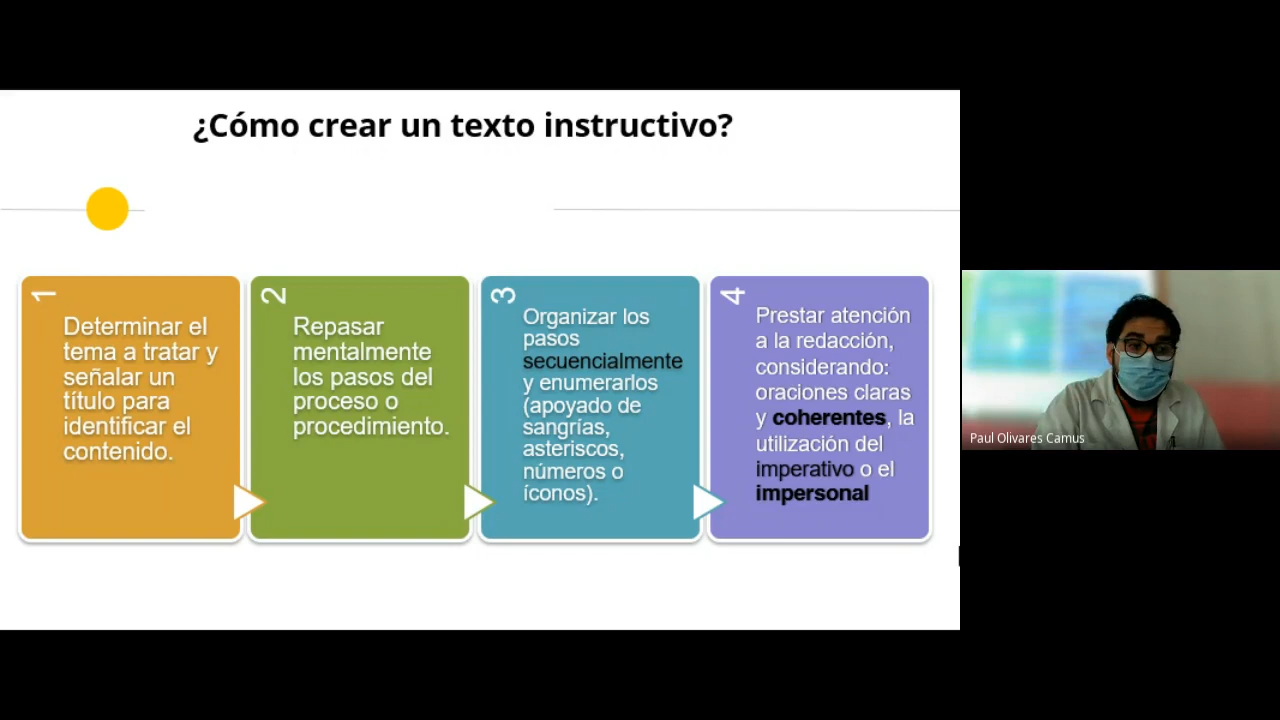 ¿Cómo crear un texto instructivo?
1
Determinar el
tema a tratar y
señalar un
título para
identificar el
contenido.
2
Repasar
mentalmente
los pasos del
proceso o
procedimiento.
3
Organizar los
pasos
secuencialmente
y enumerarlos
(apoyado de
sangrías,
asteriscos,
números o
íconos).
4
Prestar atención
a la redacción,
considerando:
oraciones claras
y coherentes, la
utilización del
imperativo o el
impersonal
Paul Olivares Camus